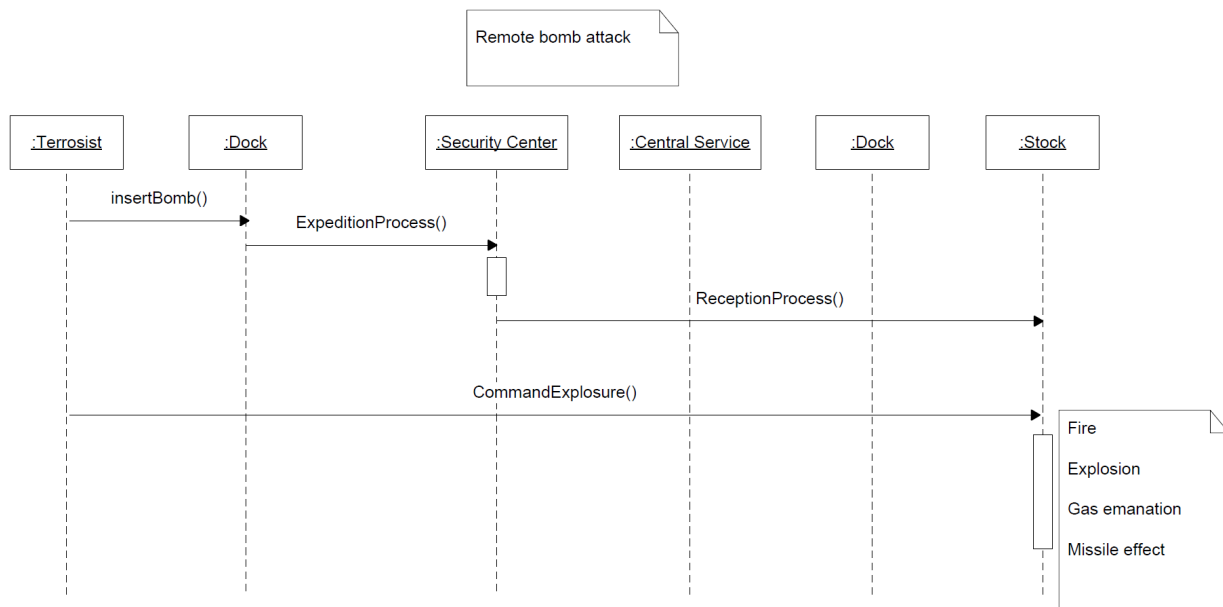 Remote bomb attack
:Terrosist
:Dock
:Security Center
:Central Service
:Dock
:Stock
insertBomb()
ExpeditionProcess()
ReceptionProcess()
CommandExplosure()
Fire
Explosion
Gas emanation
Missile effect